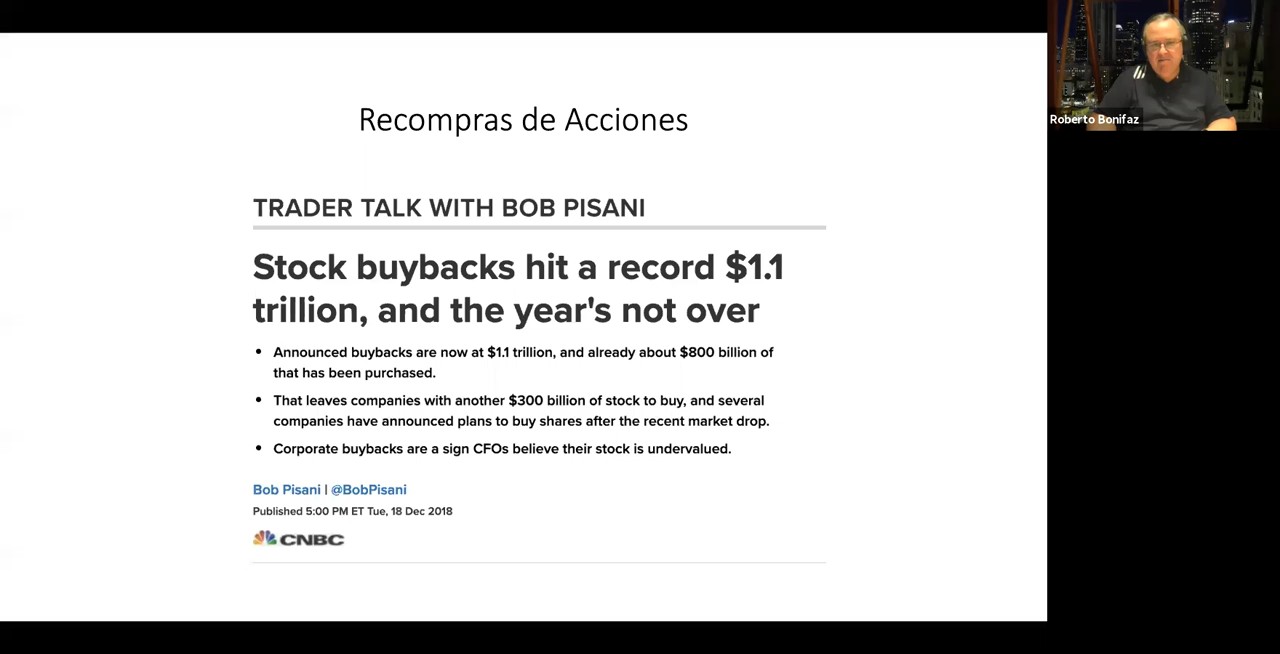 Recompras de Acciones
TRADER TALK WITH BOB PISANI
Stock buybacks hit a record $1.1
trillion, and the year's not over
• Announced buybacks are now at $1.1 trillion, and already about $800 billion of
that has been purchased.
• That leaves companies with another $300 billion of stock to buy, and several
companies have announced plans to buy shares after the recent market drop.
• Corporate buybacks are a sign CFOs believe their stock is undervalued.
Bob Pisani | @BobPisani
Published 5:00 PM ET Tue, 18 Dec 2018
CNBC
Roberto Bonifaz